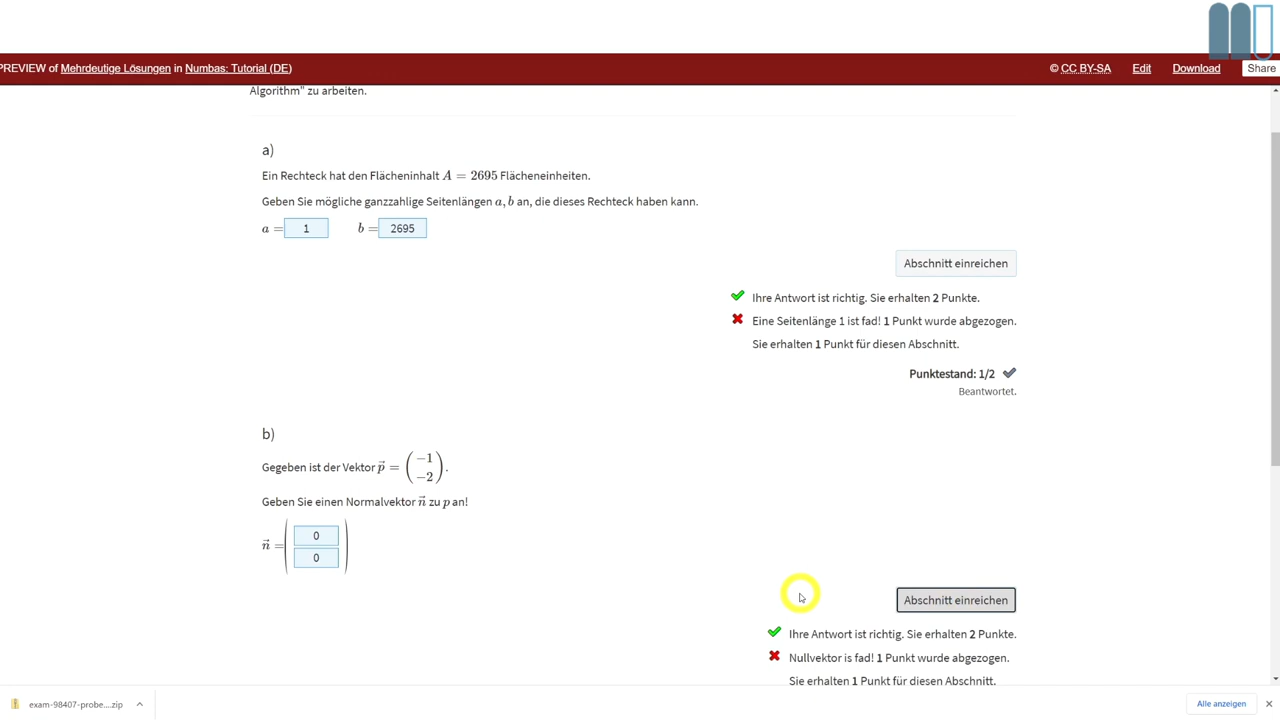 PREVIEW of Mehrdeutige Lösungen in Numbas: Tutorial (DE)
© CC BY-SA Edit Download Share
Algorithm" zu arbeiten.
a)
Ein Rechteck hat den Flächeninhalt A = 2695 Flächeneinheiten.
Geben Sie mögliche ganzzahlige Seitenlängen a, b an, die dieses Rechteck haben kann.
a = 1 b = 2695
Abschnitt einreichen
Ihre Antwort ist richtig. Sie erhalten 2 Punkte.
Eine Seitenlänge 1 ist fad! 1 Punkt wurde abgezogen.
Sie erhalten 1 Punkt für diesen Abschnitt.
Punktestand: 1/2
Beantwortet.
b)
Gegeben ist der Vektor p⃗ = (−1 −2).
Geben Sie einen Normalvektor n⃗ zu p an!
n⃗ = (0 0)
Abschnitt einreichen
Ihre Antwort ist richtig. Sie erhalten 2 Punkte.
Nullvektor is fad! 1 Punkt wurde abgezogen.
Sie erhalten 1 Punkt für diesen Abschnitt.
exam-98407-probe....zip
Alle anzeigen